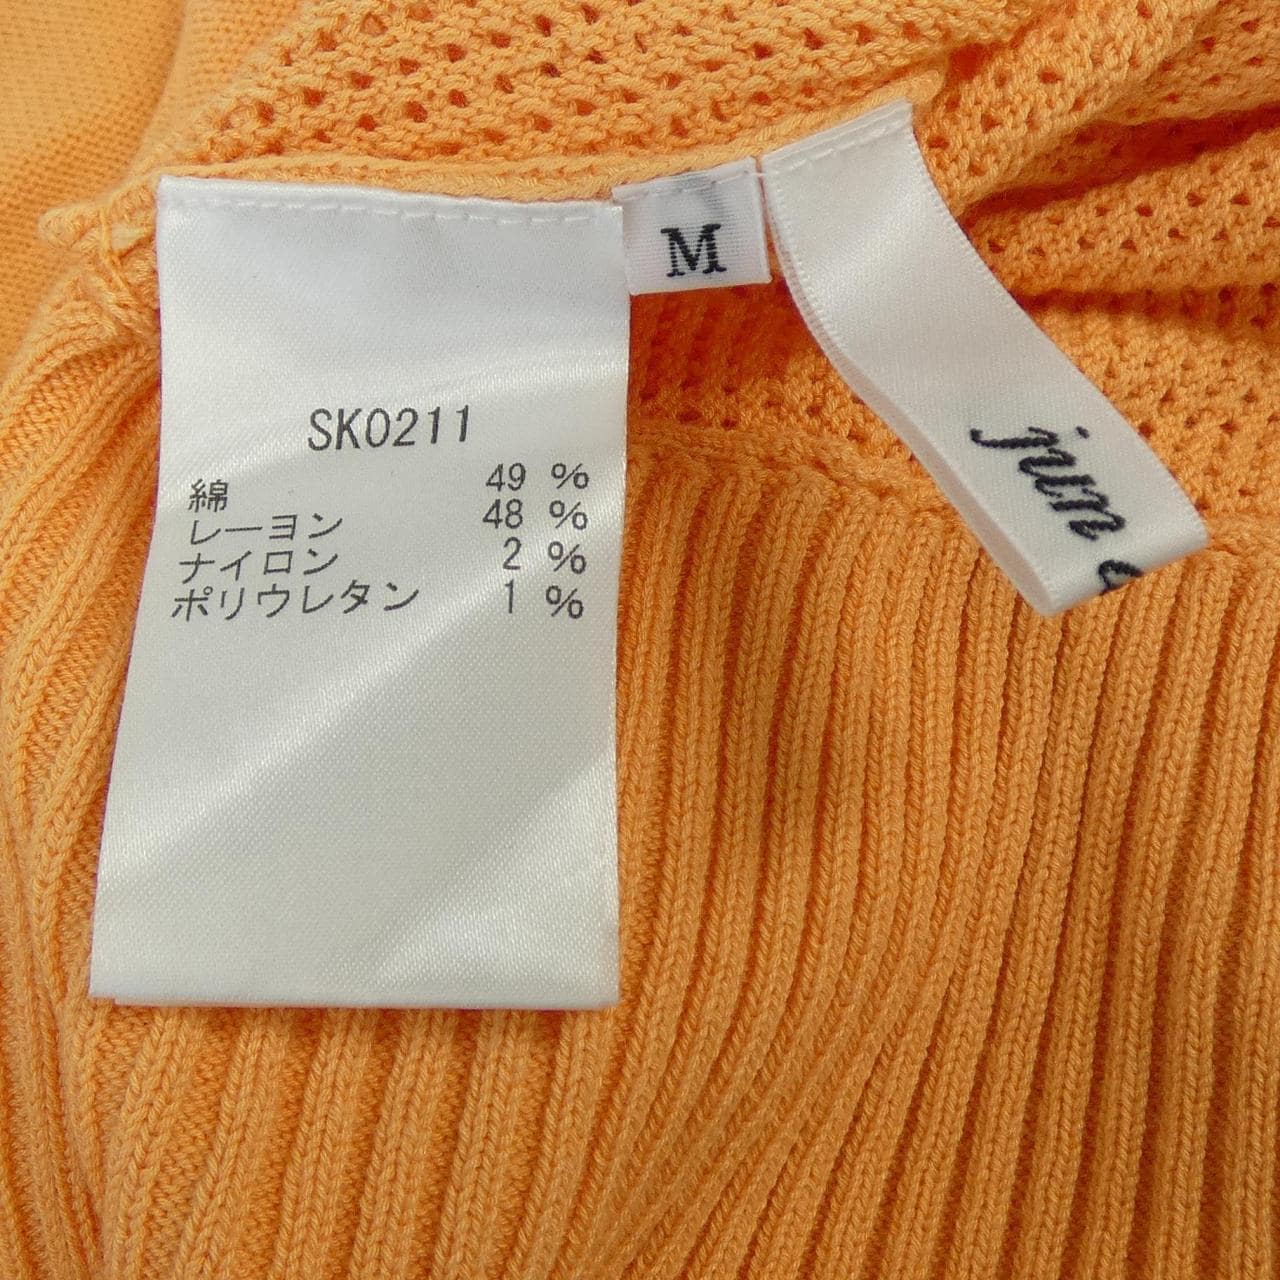 M
jun
SK0211
綿 49 %
レーヨン 48 %
ナイロン 2 %
ポリウレタン 1 %